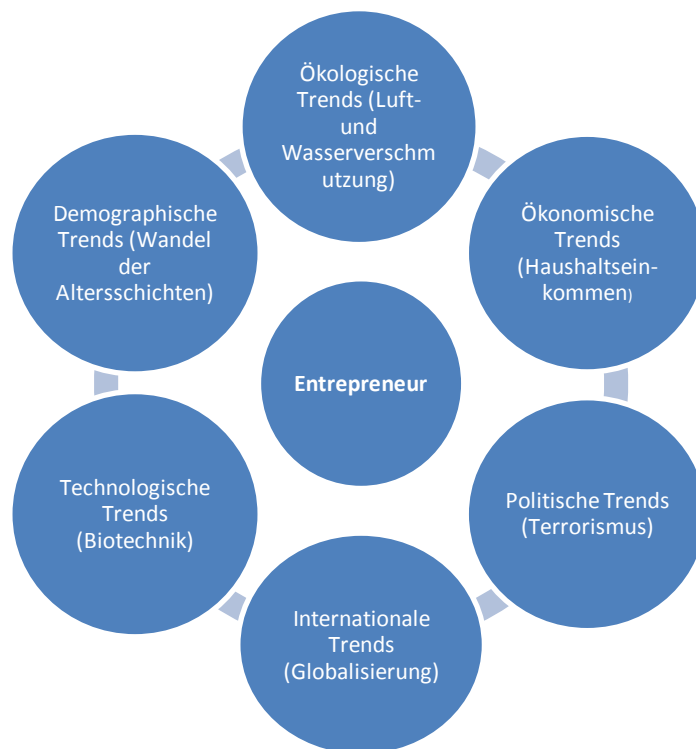 Ökologische
Trends (Luft-
und
Wasserverschm
utzung)
Demographische
Trends (Wandel
der
Altersschichten)
Ökonomische
Trends
(Haushaltsein-
kommen)
Entrepreneur
Technologische
Trends
(Biotechnik)
Politische Trends
(Terrorismus)
Internationale
Trends
(Globalisierung)